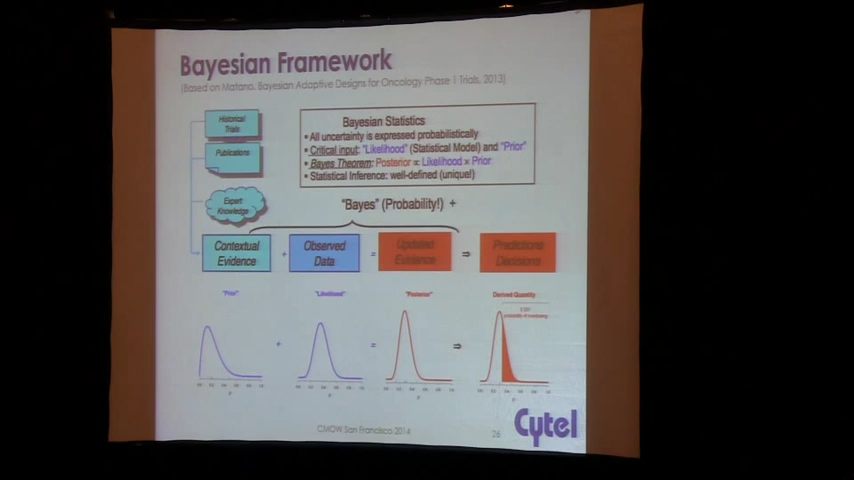 Bayesian Framework
(Based on Matano, Bayesian Adaptive Designs for Oncology Phase I Trials, 2013)
Historical
Trials
Publications
Expert
Knowledge
Bayesian Statistics
• All uncertainty is expressed probabilistically
• Critical input: "Likelihood" (Statistical Model) and "Prior"
• Bayes Theorem: Posterior ∝ Likelihood × Prior
• Statistical Inference: well-defined (unique!)
"Bayes" (Probability!) +
Contextual
Evidence
+
Observed
Data
=
Updated
Evidence
⇒
Predictions
Decisions
"Prior"
"Likelihood"
"Posterior"
Derived Quantity
+
=
⇒
CMOW San Francisco 2014
26
Cytel